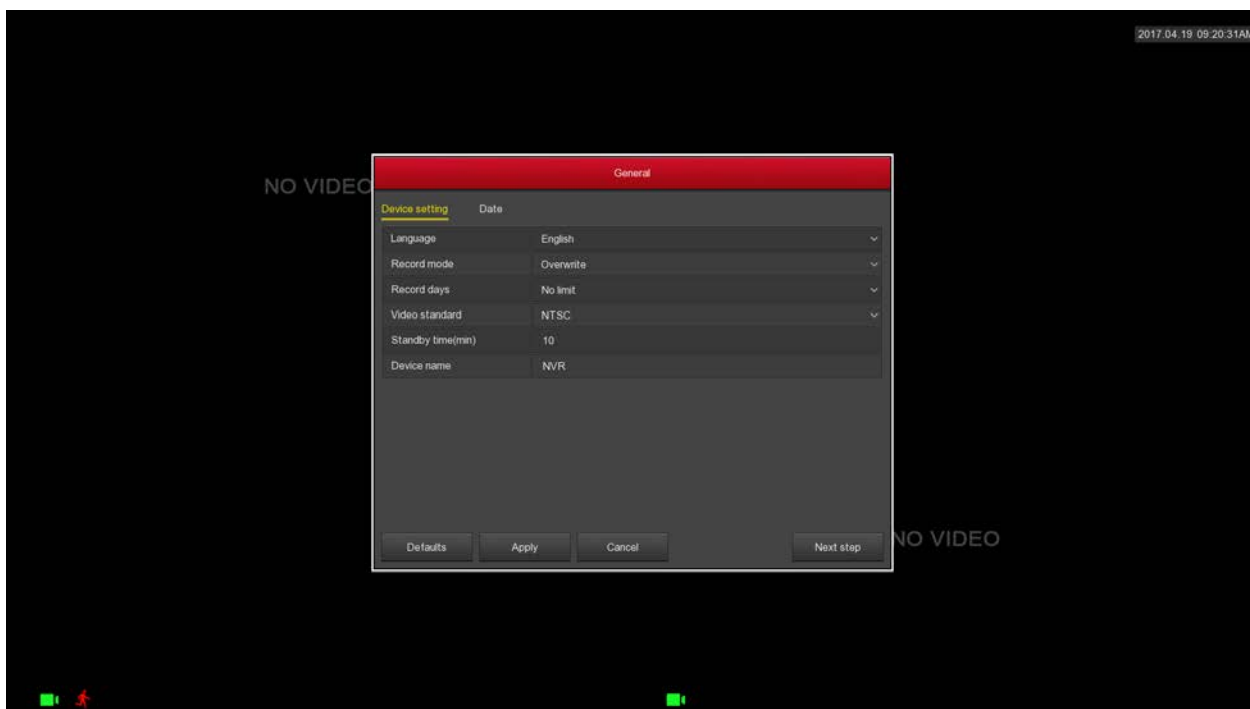 2017.04.19 09:20:31AM
NO VIDEO
General
Device setting Date
Language English
Record mode Overwrite
Record days No limit
Video standard NTSC
Standby time(min) 10
Device name NVR
Defaults Apply Cancel Next step
NO VIDEO